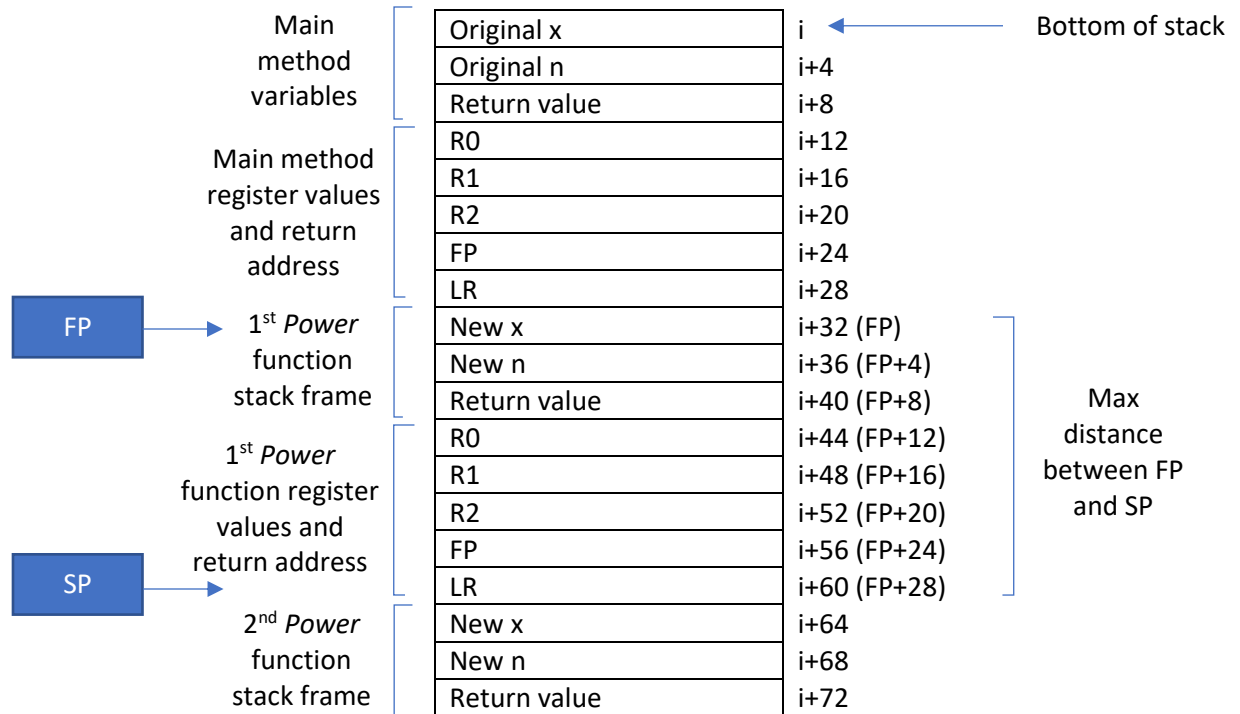 Main
method
variables
Original x
i
Bottom of stack
Original n
i+4
Return value
i+8
Main method
register values
and return
address
R0
i+12
R1
i+16
R2
i+20
FP
i+24
LR
i+28
FP
1st Power
function
stack frame
New x
i+32 (FP)
New n
i+36 (FP+4)
Return value
i+40 (FP+8)
Max
distance
between FP
and SP
1st Power
function register
values and
return address
R0
i+44 (FP+12)
R1
i+48 (FP+16)
R2
i+52 (FP+20)
FP
i+56 (FP+24)
LR
i+60 (FP+28)
SP
2nd Power
function
stack frame
New x
i+64
New n
i+68
Return value
i+72